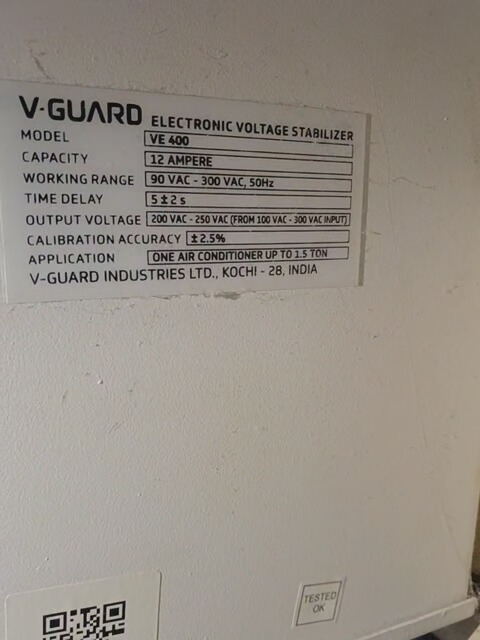 V-GUARD ELECTRONIC VOLTAGE STABILIZER
MODEL VE 400
CAPACITY 12 AMPERE
WORKING RANGE 90 VAC - 300 VAC, 50Hz
TIME DELAY 5 ± 2 s
OUTPUT VOLTAGE 200 VAC - 250 VAC (FROM 100 VAC - 300 VAC INPUT)
CALIBRATION ACCURACY ± 2.5%
APPLICATION ONE AIR CONDITIONER UP TO 1.5 TON
V-GUARD INDUSTRIES LTD., KOCHI - 28, INDIA
TESTED
OK